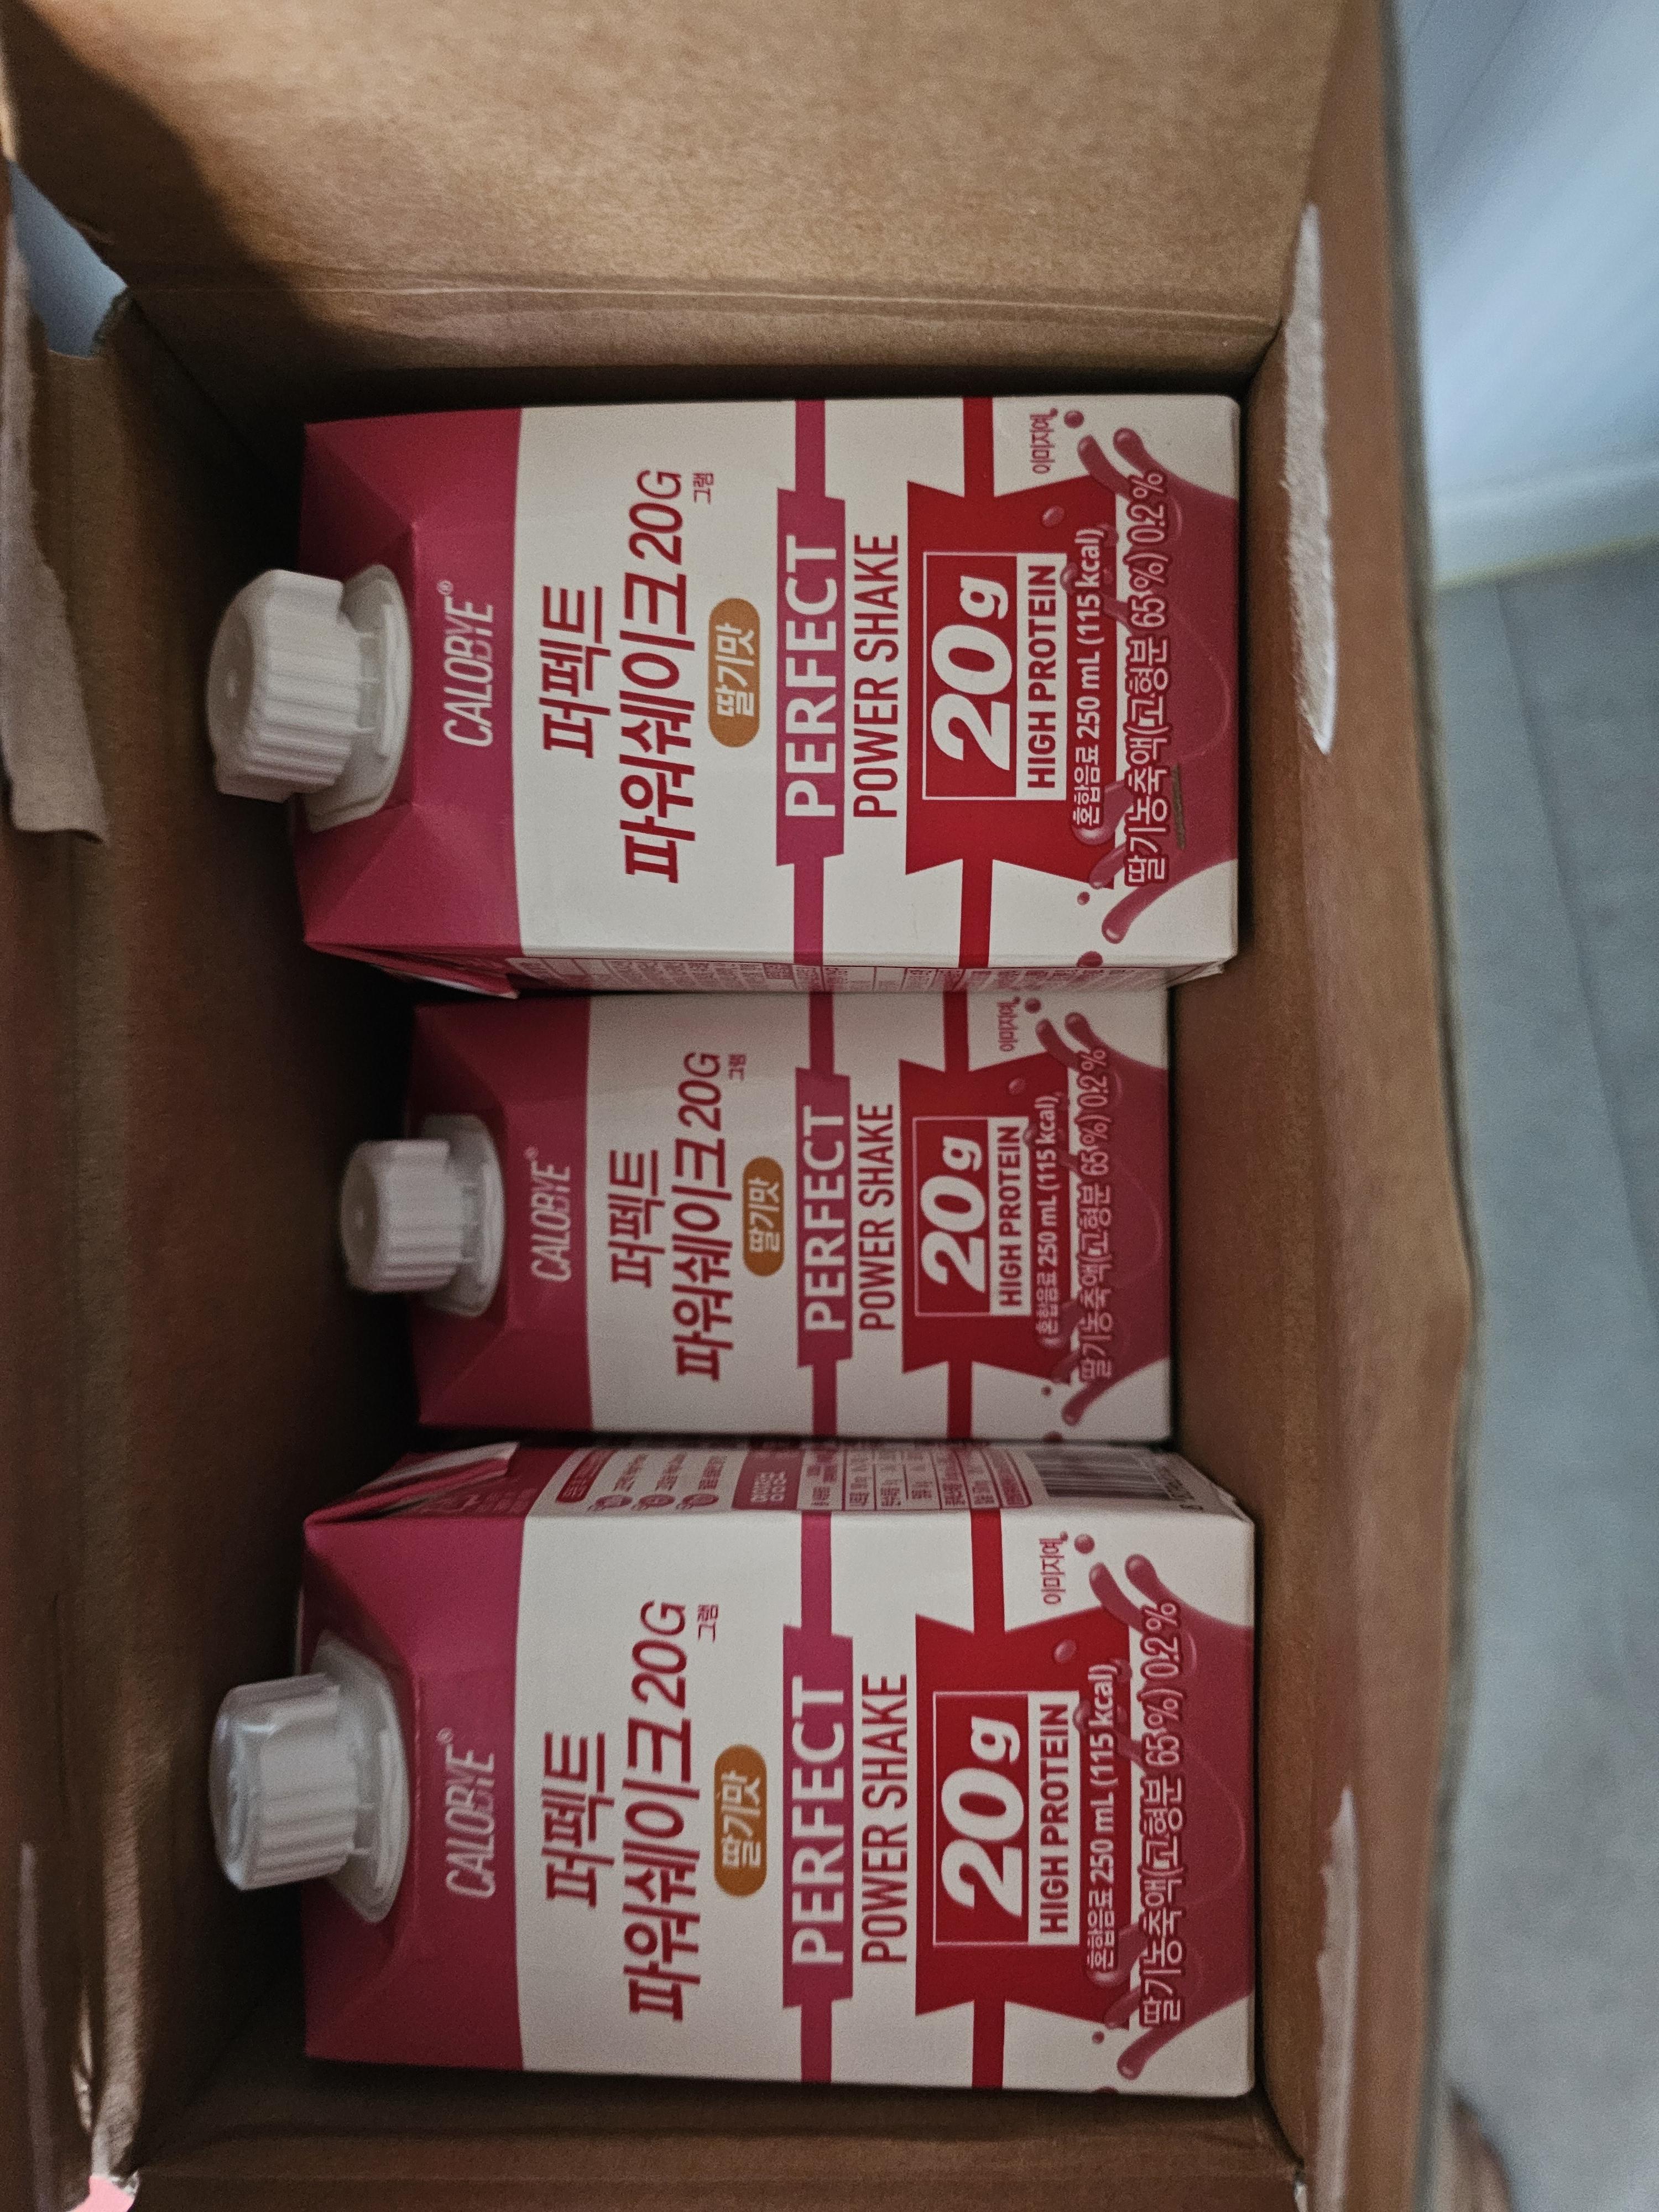 CALOBYE®
퍼펙트
파워쉐이크 20G
그램
딸기맛
PERFECT
POWER SHAKE
20g
HIGH PROTEIN
이미지예
혼합음료 250 mL (115 kcal)
딸기농축액(고형분 65%) 0.2%
CALOBYE®
퍼펙트
파워쉐이크 20G
그램
딸기맛
PERFECT
POWER SHAKE
20g
HIGH PROTEIN
이미지예
혼합음료 250 mL (115 kcal)
딸기농축액(고형분 65%) 0.2%
CALOBYE®
퍼펙트
파워쉐이크 20G
그램
딸기맛
PERFECT
POWER SHAKE
20g
HIGH PROTEIN
이미지예
혼합음료 250 mL (115 kcal)
딸기농축액(고형분 65%) 0.2%